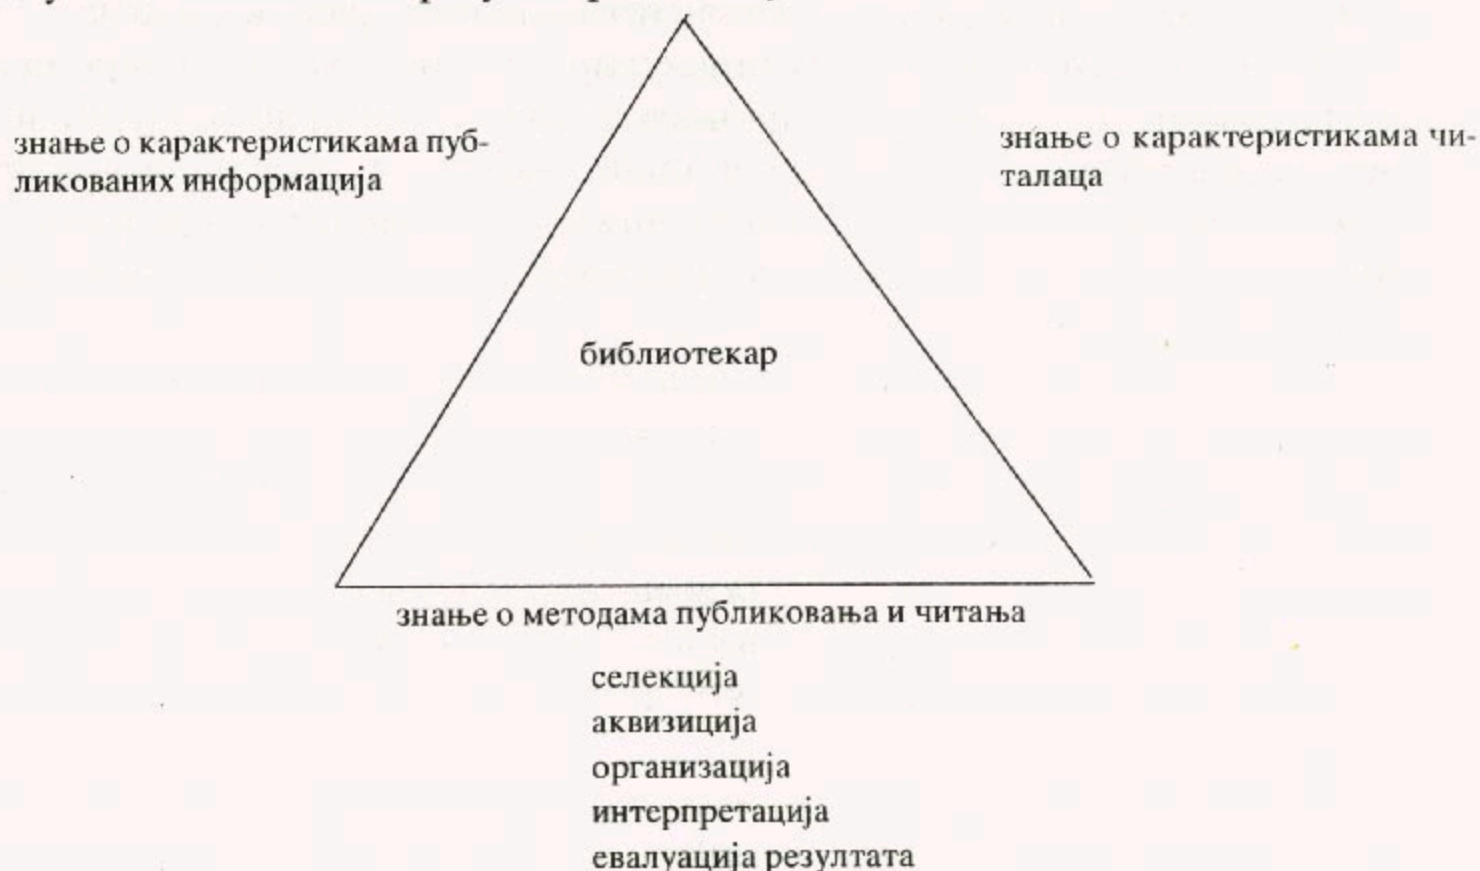 знање о карактеристикама пуб-
ликованих информација
знање о карактеристикама чи-
талаца
библиотекар
знање о методама публиковања и читања
селекција
аквизиција
организација
интерпретација
евалуација резултата